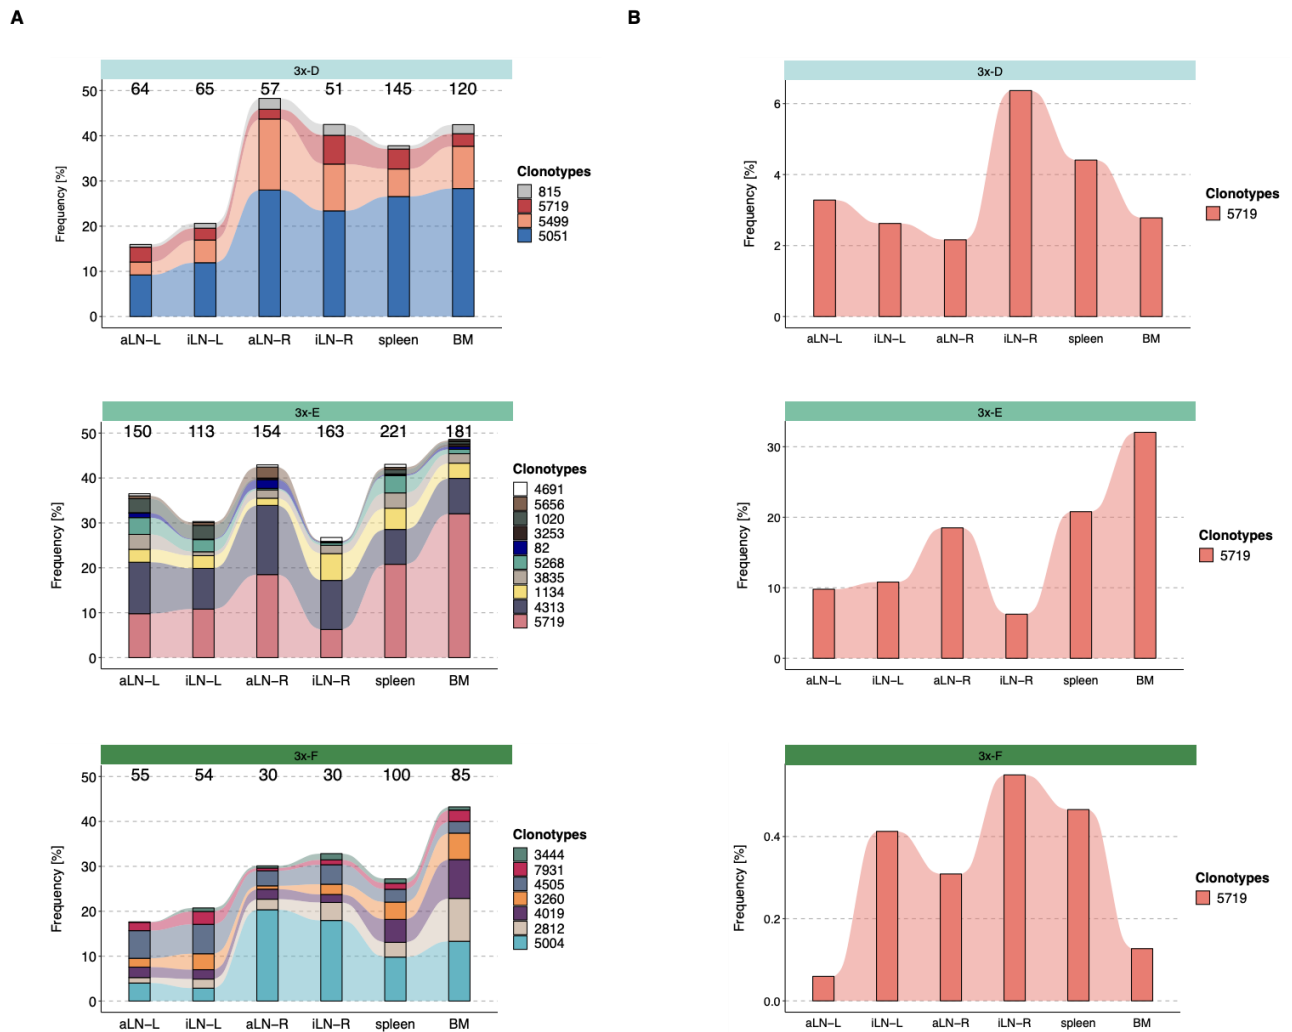 A
B
3x-D
64 65 57 51 145 120
50
40
30
20
10
0
Frequency [%]
aLN-L iLN-L aLN-R iLN-R spleen BM
Clonotypes
815
5719
5499
5051
3x-D
6
4
2
0
Frequency [%]
aLN-L iLN-L aLN-R iLN-R spleen BM
Clonotypes
5719
3x-E
150 113 154 163 221 181
50
40
30
20
10
0
Frequency [%]
aLN-L iLN-L aLN-R iLN-R spleen BM
Clonotypes
4691
5656
1020
3253
82
5268
3835
1134
4313
5719
3x-E
30
20
10
0
Frequency [%]
aLN-L iLN-L aLN-R iLN-R spleen BM
Clonotypes
5719
3x-F
55 54 30 30 100 85
50
40
30
20
10
0
Frequency [%]
aLN-L iLN-L aLN-R iLN-R spleen BM
Clonotypes
3444
7931
4505
3260
4019
2812
5004
3x-F
0.4
0.2
0.0
Frequency [%]
aLN-L iLN-L aLN-R iLN-R spleen BM
Clonotypes
5719